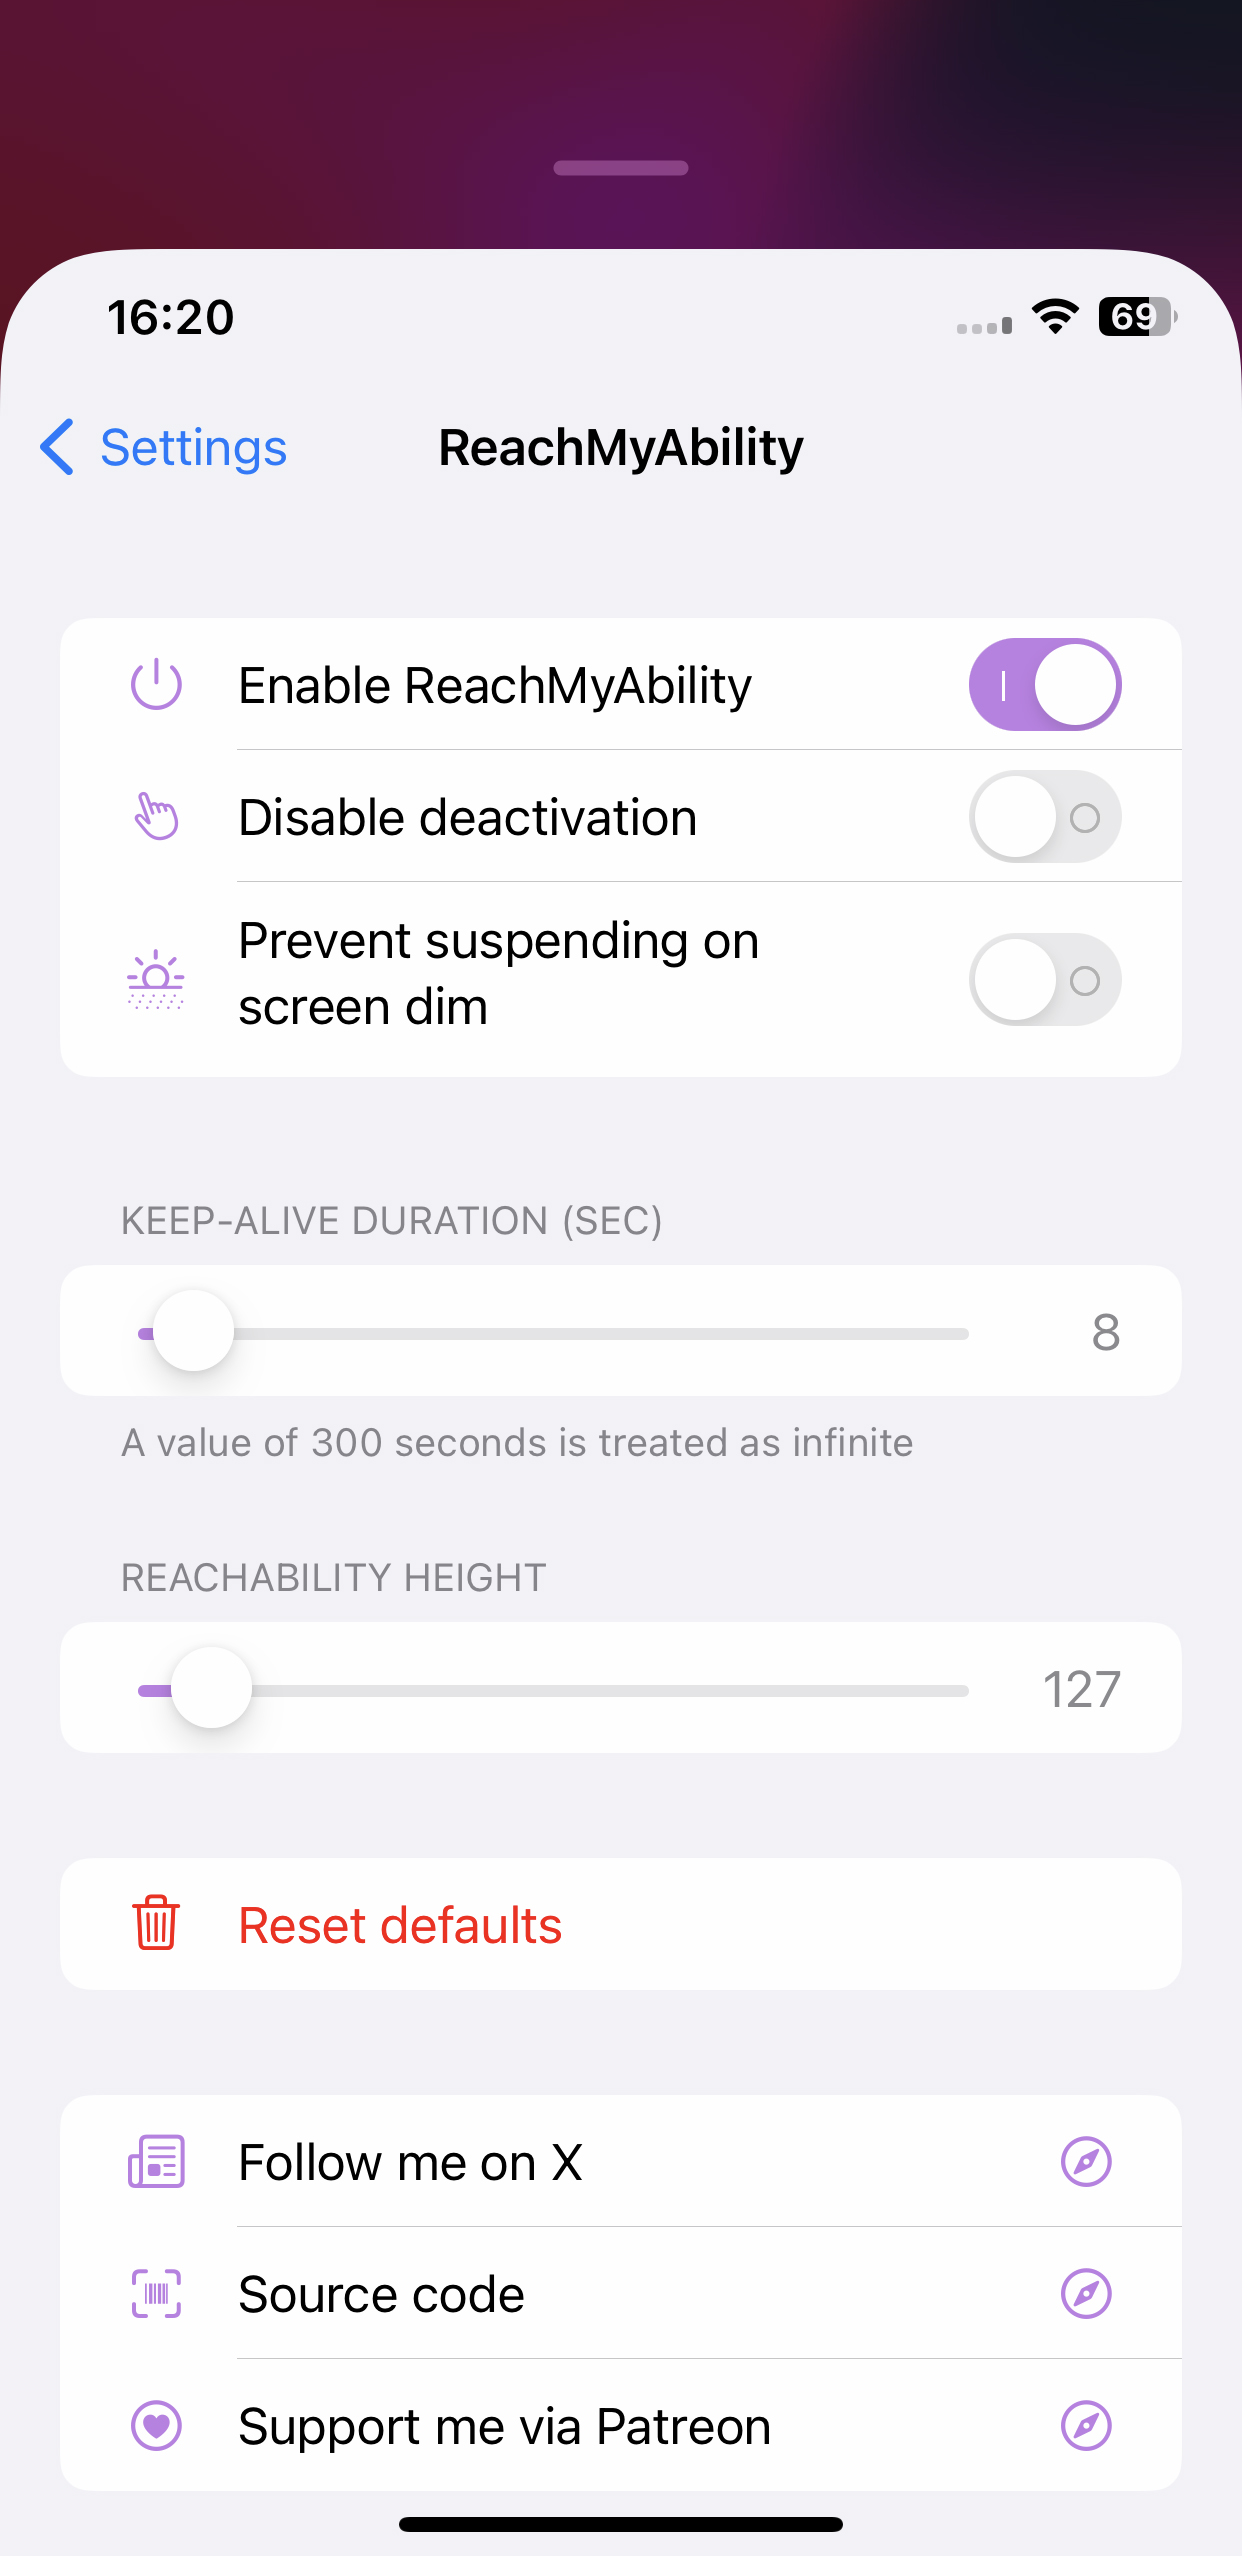 16:20
69
Settings
ReachMyAbility
Enable ReachMyAbility
Disable deactivation
Prevent suspending on
screen dim
KEEP-ALIVE DURATION (SEC)
8
A value of 300 seconds is treated as infinite
REACHABILITY HEIGHT
127
Reset defaults
Follow me on X
Source code
Support me via Patreon